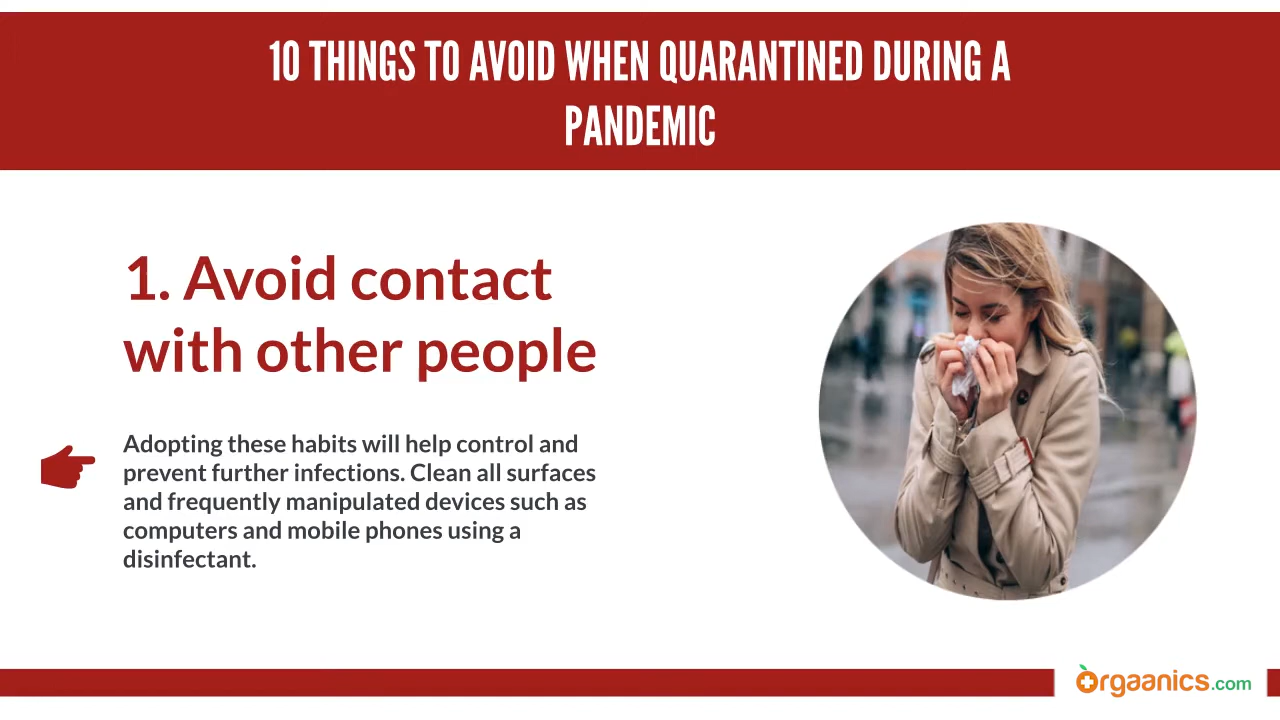 10 THINGS TO AVOID WHEN QUARANTINED DURING A
PANDEMIC
1. Avoid contact
with other people
Adopting these habits will help control and
prevent further infections. Clean all surfaces
and frequently manipulated devices such as
computers and mobile phones using a
disinfectant.
Orgaanics.com